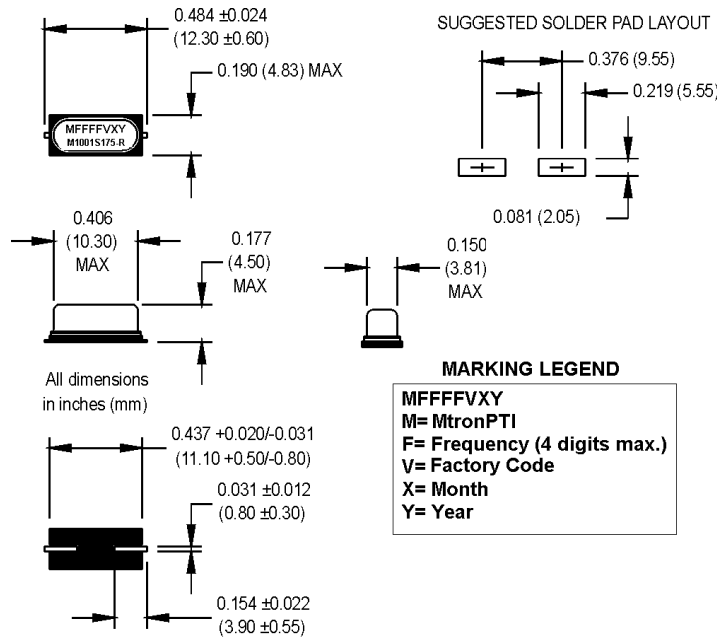 0.484 ±0.024
(12.30 ±0.60)
0.190 (4.83) MAX
MFFFFVXY
M1001S175-R
SUGGESTED SOLDER PAD LAYOUT
0.376 (9.55)
0.219 (5.55)
0.081 (2.05)
0.406
(10.30)
MAX
0.177
(4.50)
MAX
0.150
(3.81)
MAX
All dimensions
in inches (mm)
0.437 +0.020/-0.031
(11.10 +0.50/-0.80)
0.031 ±0.012
(0.80 ±0.30)
0.154 ±0.022
(3.90 ±0.55)
MARKING LEGEND
MFFFFVXY
M= MtronPTI
F= Frequency (4 digits max.)
V= Factory Code
X= Month
Y= Year